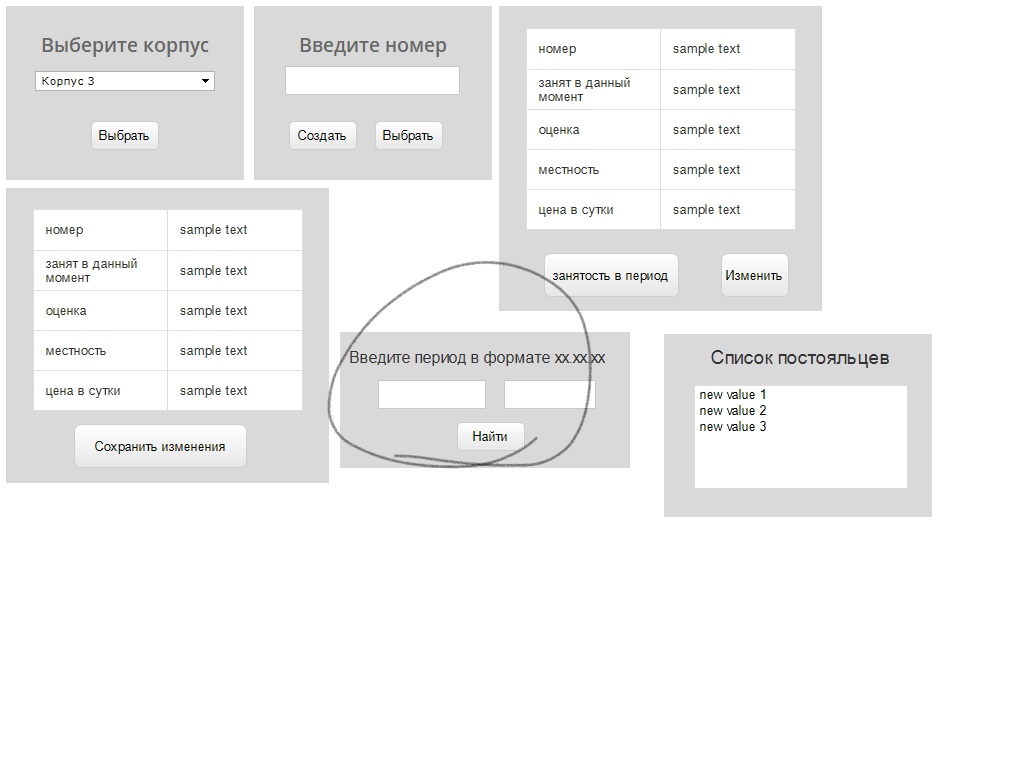 Выберите корпус
Корпус 3
Выбрать
Введите номер
Создать Выбрать
номер sample text
занят в данный
момент sample text
оценка sample text
местность sample text
цена в сутки sample text
занятость в период Изменить
номер sample text
занят в данный
момент sample text
оценка sample text
местность sample text
цена в сутки sample text
Сохранить изменения
Введите период в формате xx.xx.xx
Найти
Список постояльцев
new value 1
new value 2
new value 3